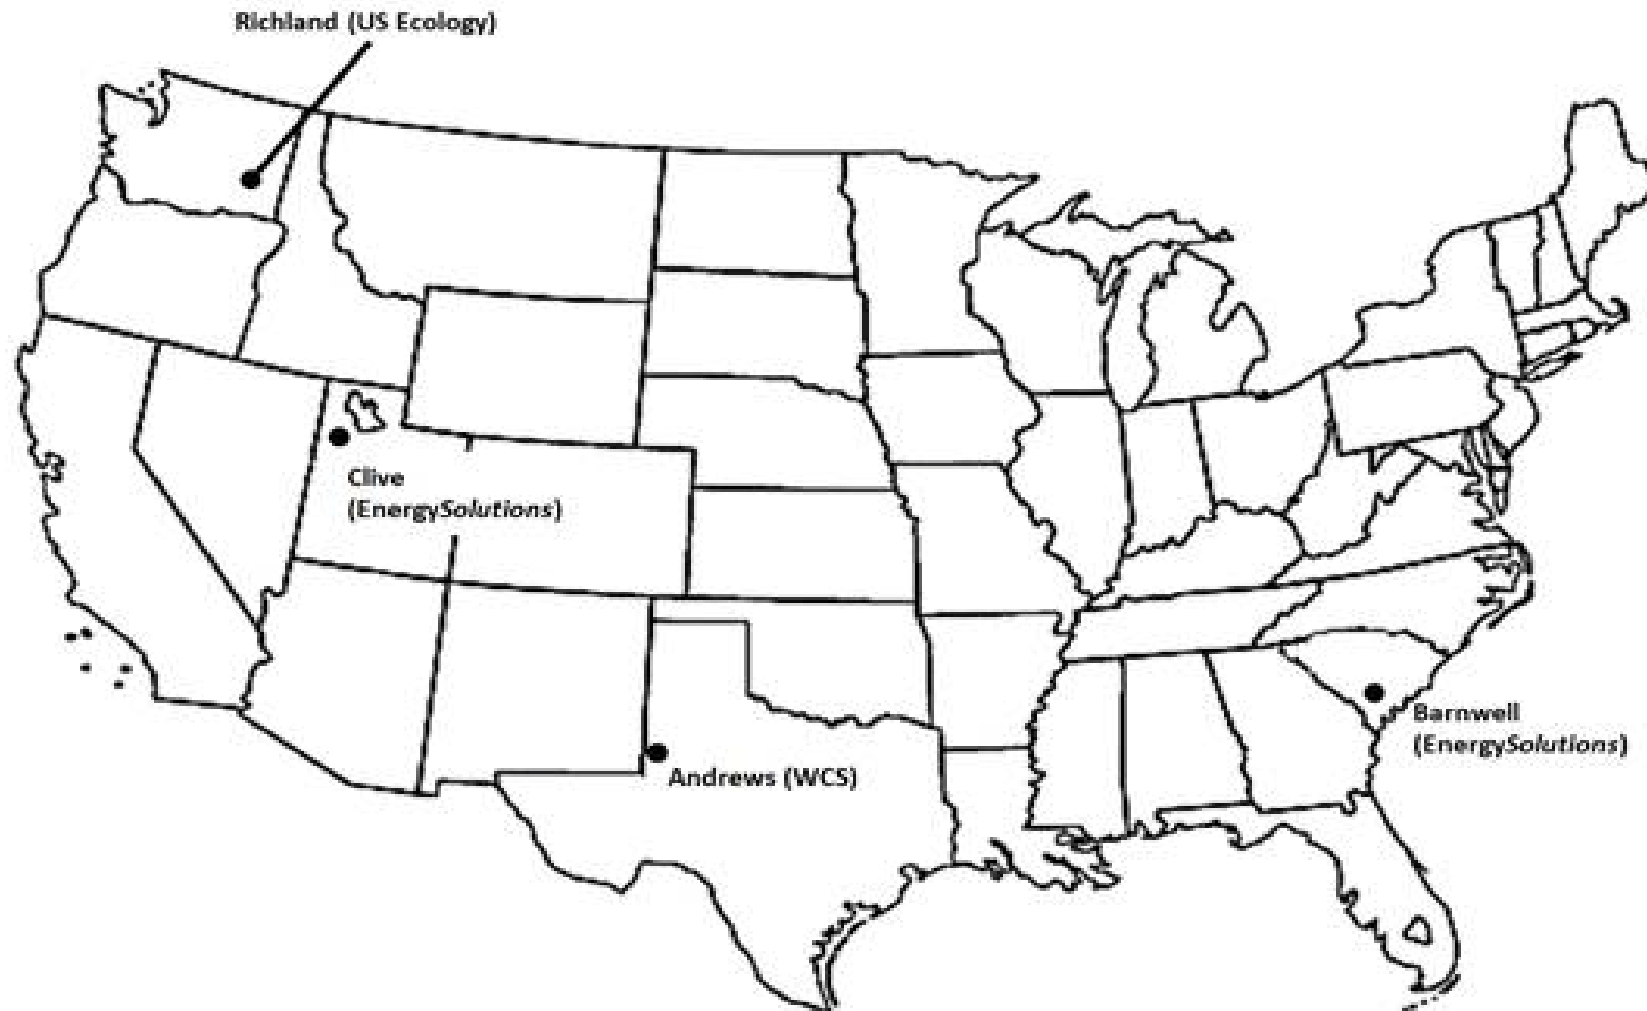 Richland (US Ecology)
Clive
(EnergySolutions)
Barnwell
(EnergySolutions)
Andrews (WCS)